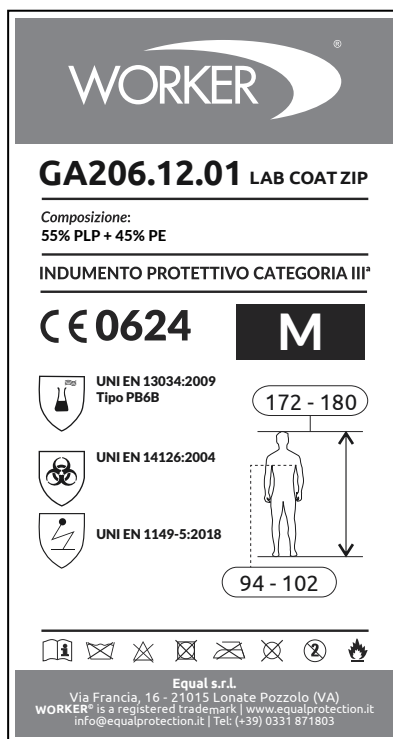 WORKER®
GA206.12.01 LAB COAT ZIP
Composizione:
55% PLP + 45% PE
INDUMENTO PROTETTIVO CATEGORIA IIIª
CE 0624
M
UNI EN 13034:2009
Tipo PB6B
172 - 180
UNI EN 14126:2004
UNI EN 1149-5:2018
94 - 102
i
2
Equal s.r.l.
Via Francia, 16 - 21015 Lonate Pozzolo (VA)
WORKER® is a registered trademark | www.equalprotection.it
info@equalprotection.it | Tel: (+39) 0331 871803